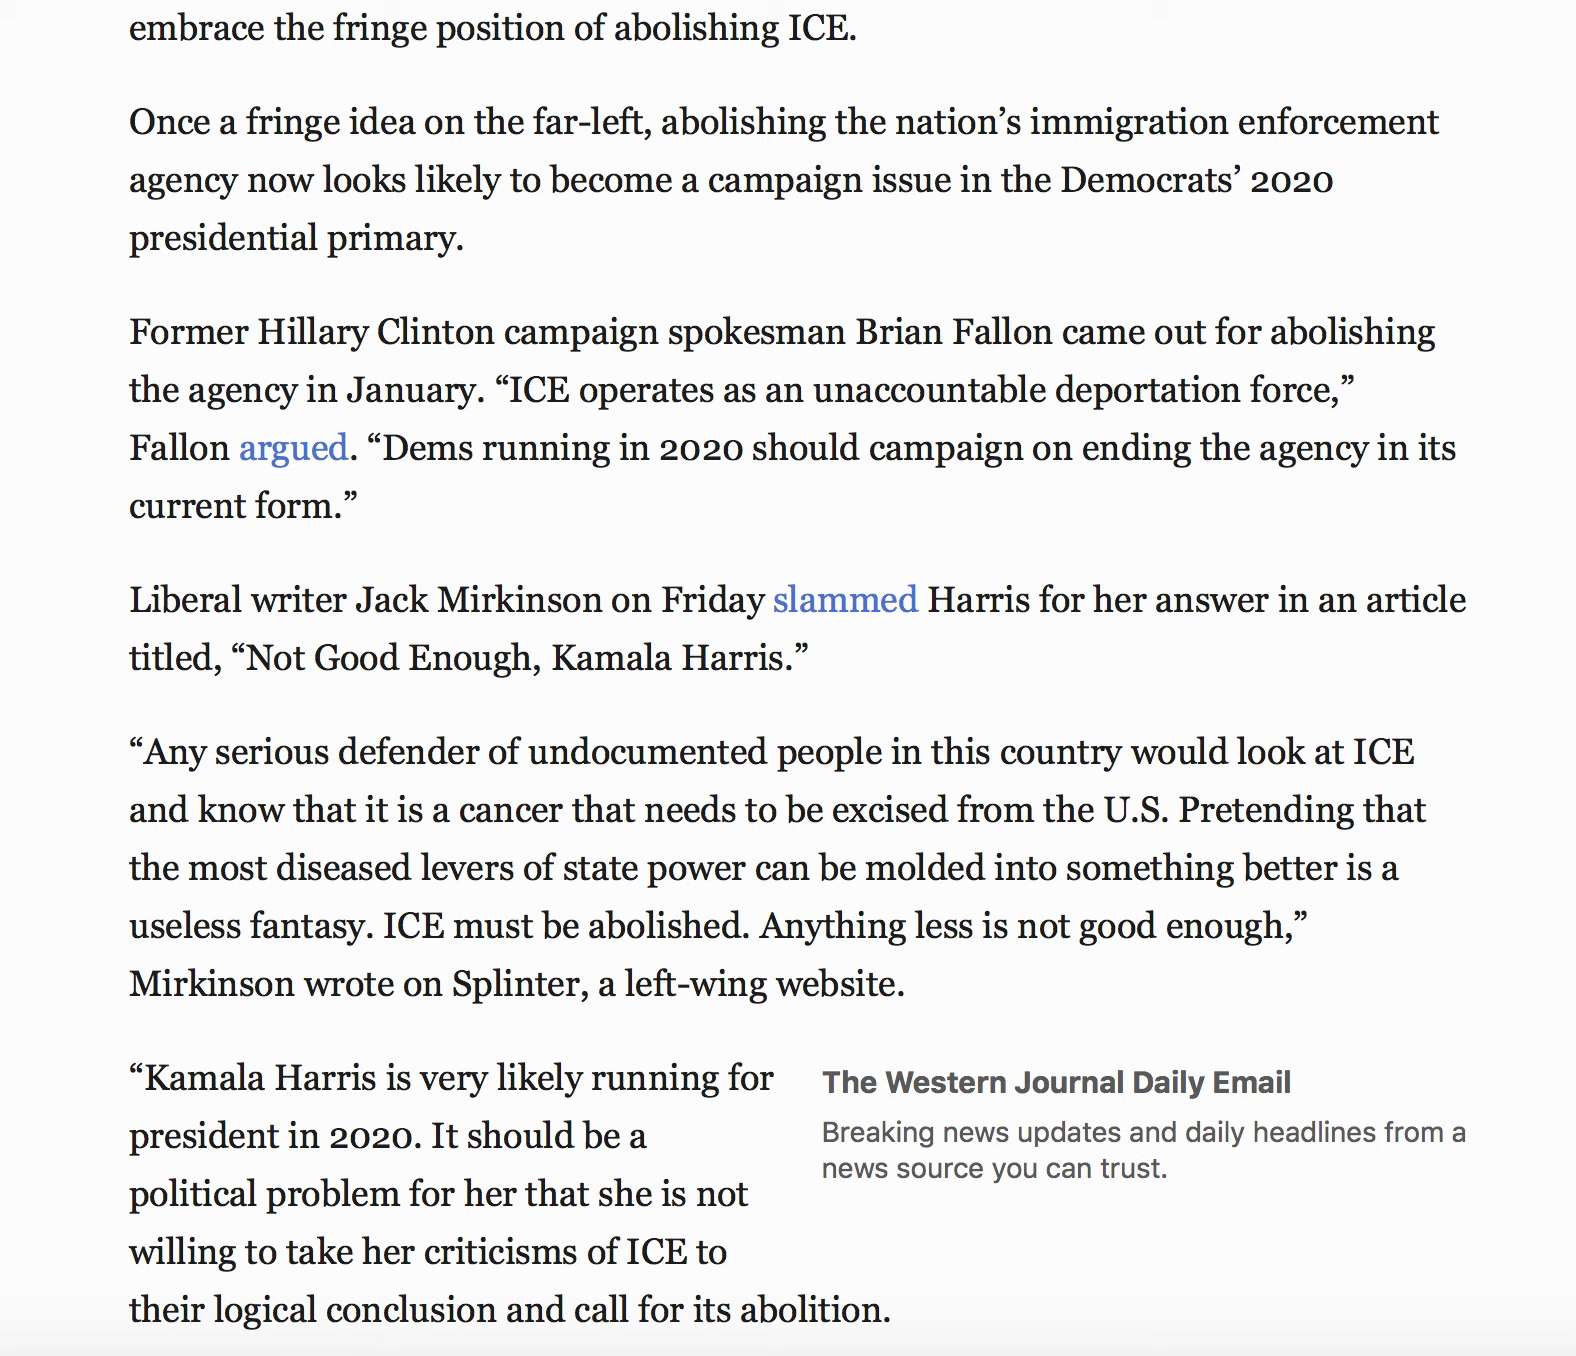 embrace the fringe position of abolishing ICE.
Once a fringe idea on the far-left, abolishing the nation’s immigration enforcement
agency now looks likely to become a campaign issue in the Democrats’ 2020
presidential primary.
Former Hillary Clinton campaign spokesman Brian Fallon came out for abolishing
the agency in January. “ICE operates as an unaccountable deportation force,”
Fallon argued. “Dems running in 2020 should campaign on ending the agency in its
current form.”
Liberal writer Jack Mirkinson on Friday slammed Harris for her answer in an article
titled, “Not Good Enough, Kamala Harris.”
“Any serious defender of undocumented people in this country would look at ICE
and know that it is a cancer that needs to be excised from the U.S. Pretending that
the most diseased levers of state power can be molded into something better is a
useless fantasy. ICE must be abolished. Anything less is not good enough,”
Mirkinson wrote on Splinter, a left-wing website.
“Kamala Harris is very likely running for
president in 2020. It should be a
political problem for her that she is not
willing to take her criticisms of ICE to
their logical conclusion and call for its abolition.
The Western Journal Daily Email
Breaking news updates and daily headlines from a
news source you can trust.